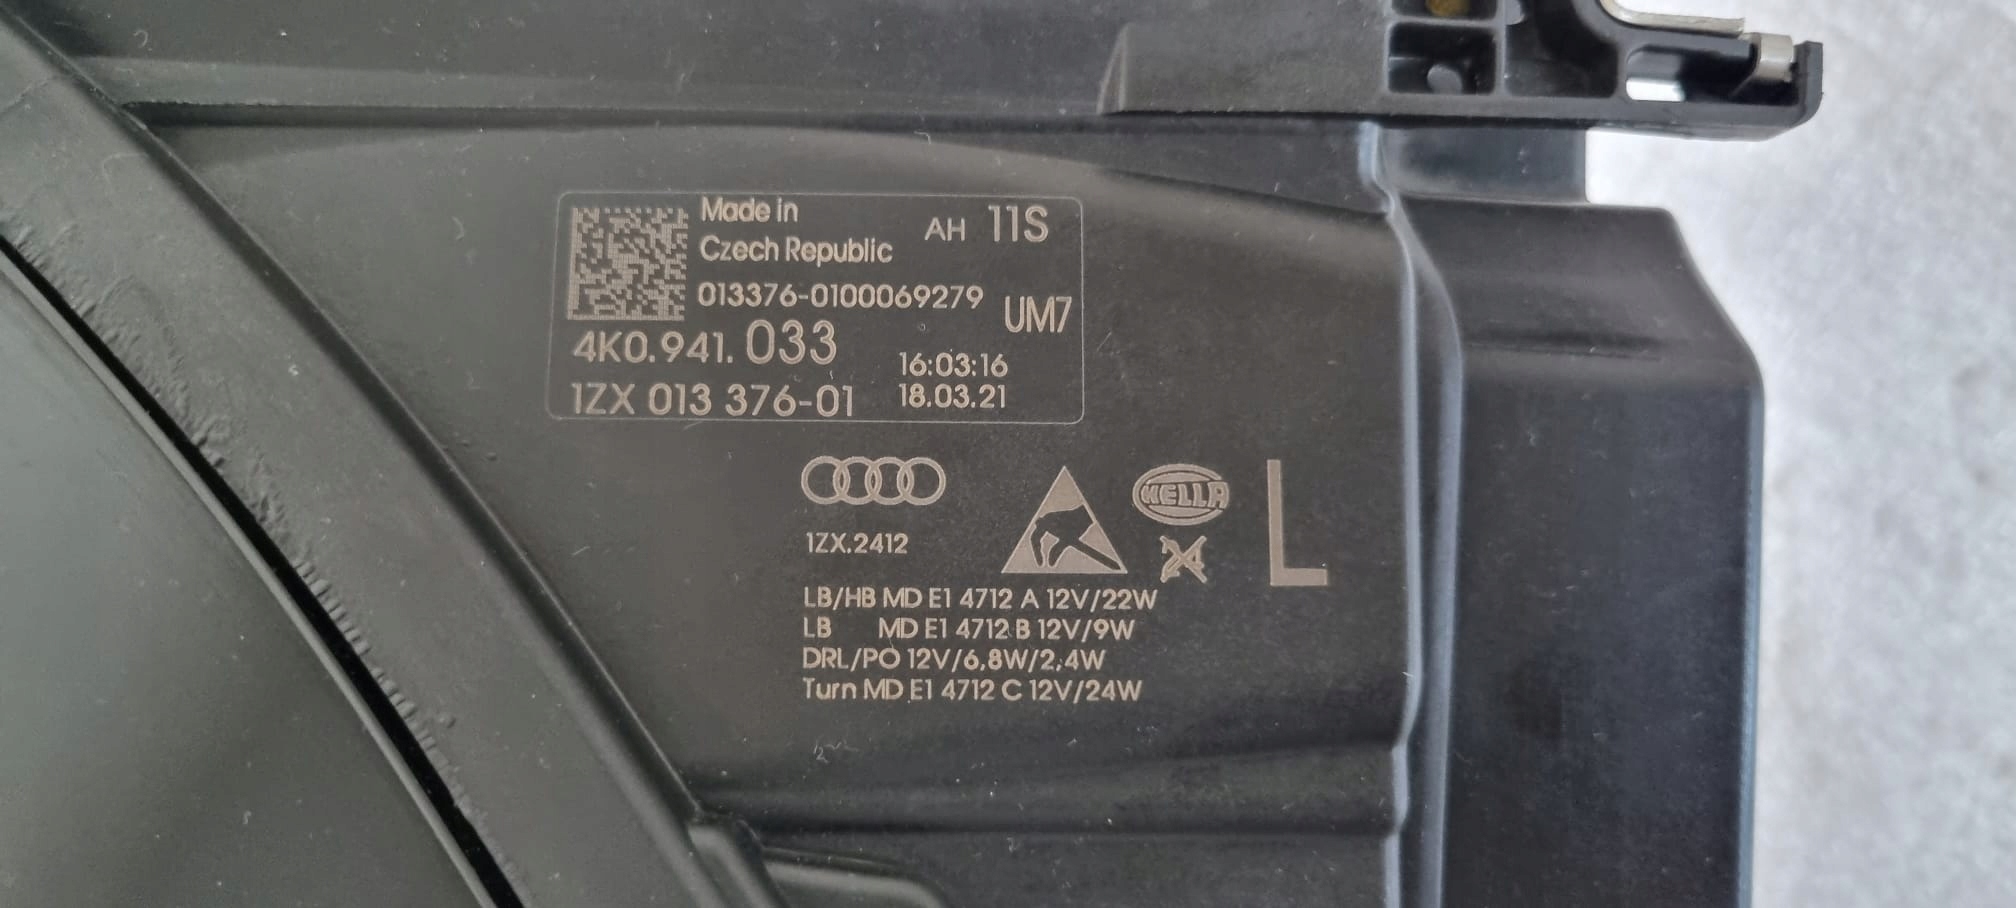 Made in
Czech Republic
AH 11S
013376-0100069279
UM7
4K0.941.033
16:03:16
1ZX 013 376-01
18.03.21
1ZX.2412
HELLA
24
L
LB/HB MD E1 4712 A 12V/22W
LB MD E1 4712 B 12V/9W
DRL/PO 12V/6,8W/2,4W
Turn MD E1 4712 C 12V/24W